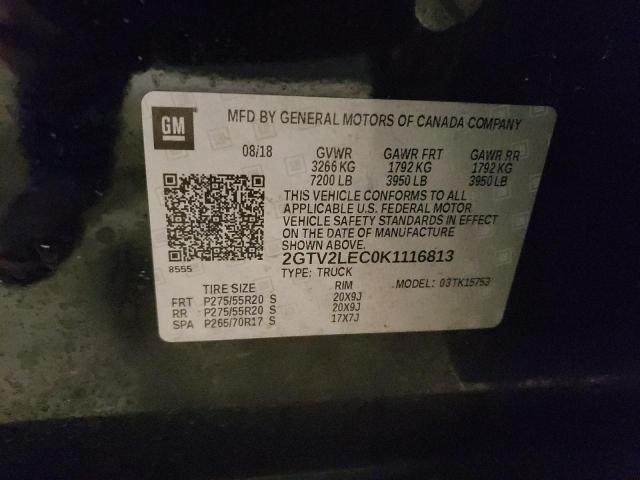 GM
MFD BY GENERAL MOTORS OF CANADA COMPANY
08/18 GVWR GAWR FRT GAWR RR
3266 KG 1792 KG 1792 KG
7200 LB 3950 LB 3950 LB
THIS VEHICLE CONFORMS TO ALL
APPLICABLE U.S. FEDERAL MOTOR
VEHICLE SAFETY STANDARDS IN EFFECT
ON THE DATE OF MANUFACTURE
SHOWN ABOVE.
8555
2GTV2LEC0K1116813
TYPE: TRUCK
TIRE SIZE RIM MODEL: 03TK15753
FRT P275/55R20 S 20X9J
RR P275/55R20 S 20X9J
SPA P265/70R17 S 17X7J